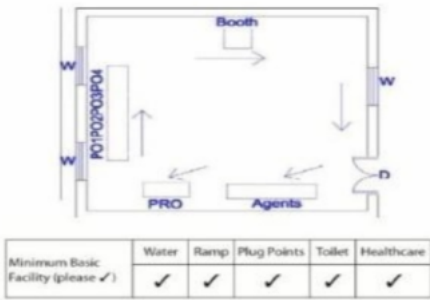 Booth
W
W
PO1PO2PO3PO4
W
D
PRO
Agents
Minimum Basic Facility (please ✓)
Water Ramp Plug Points Toilet Healthcare
✓ ✓ ✓ ✓ ✓